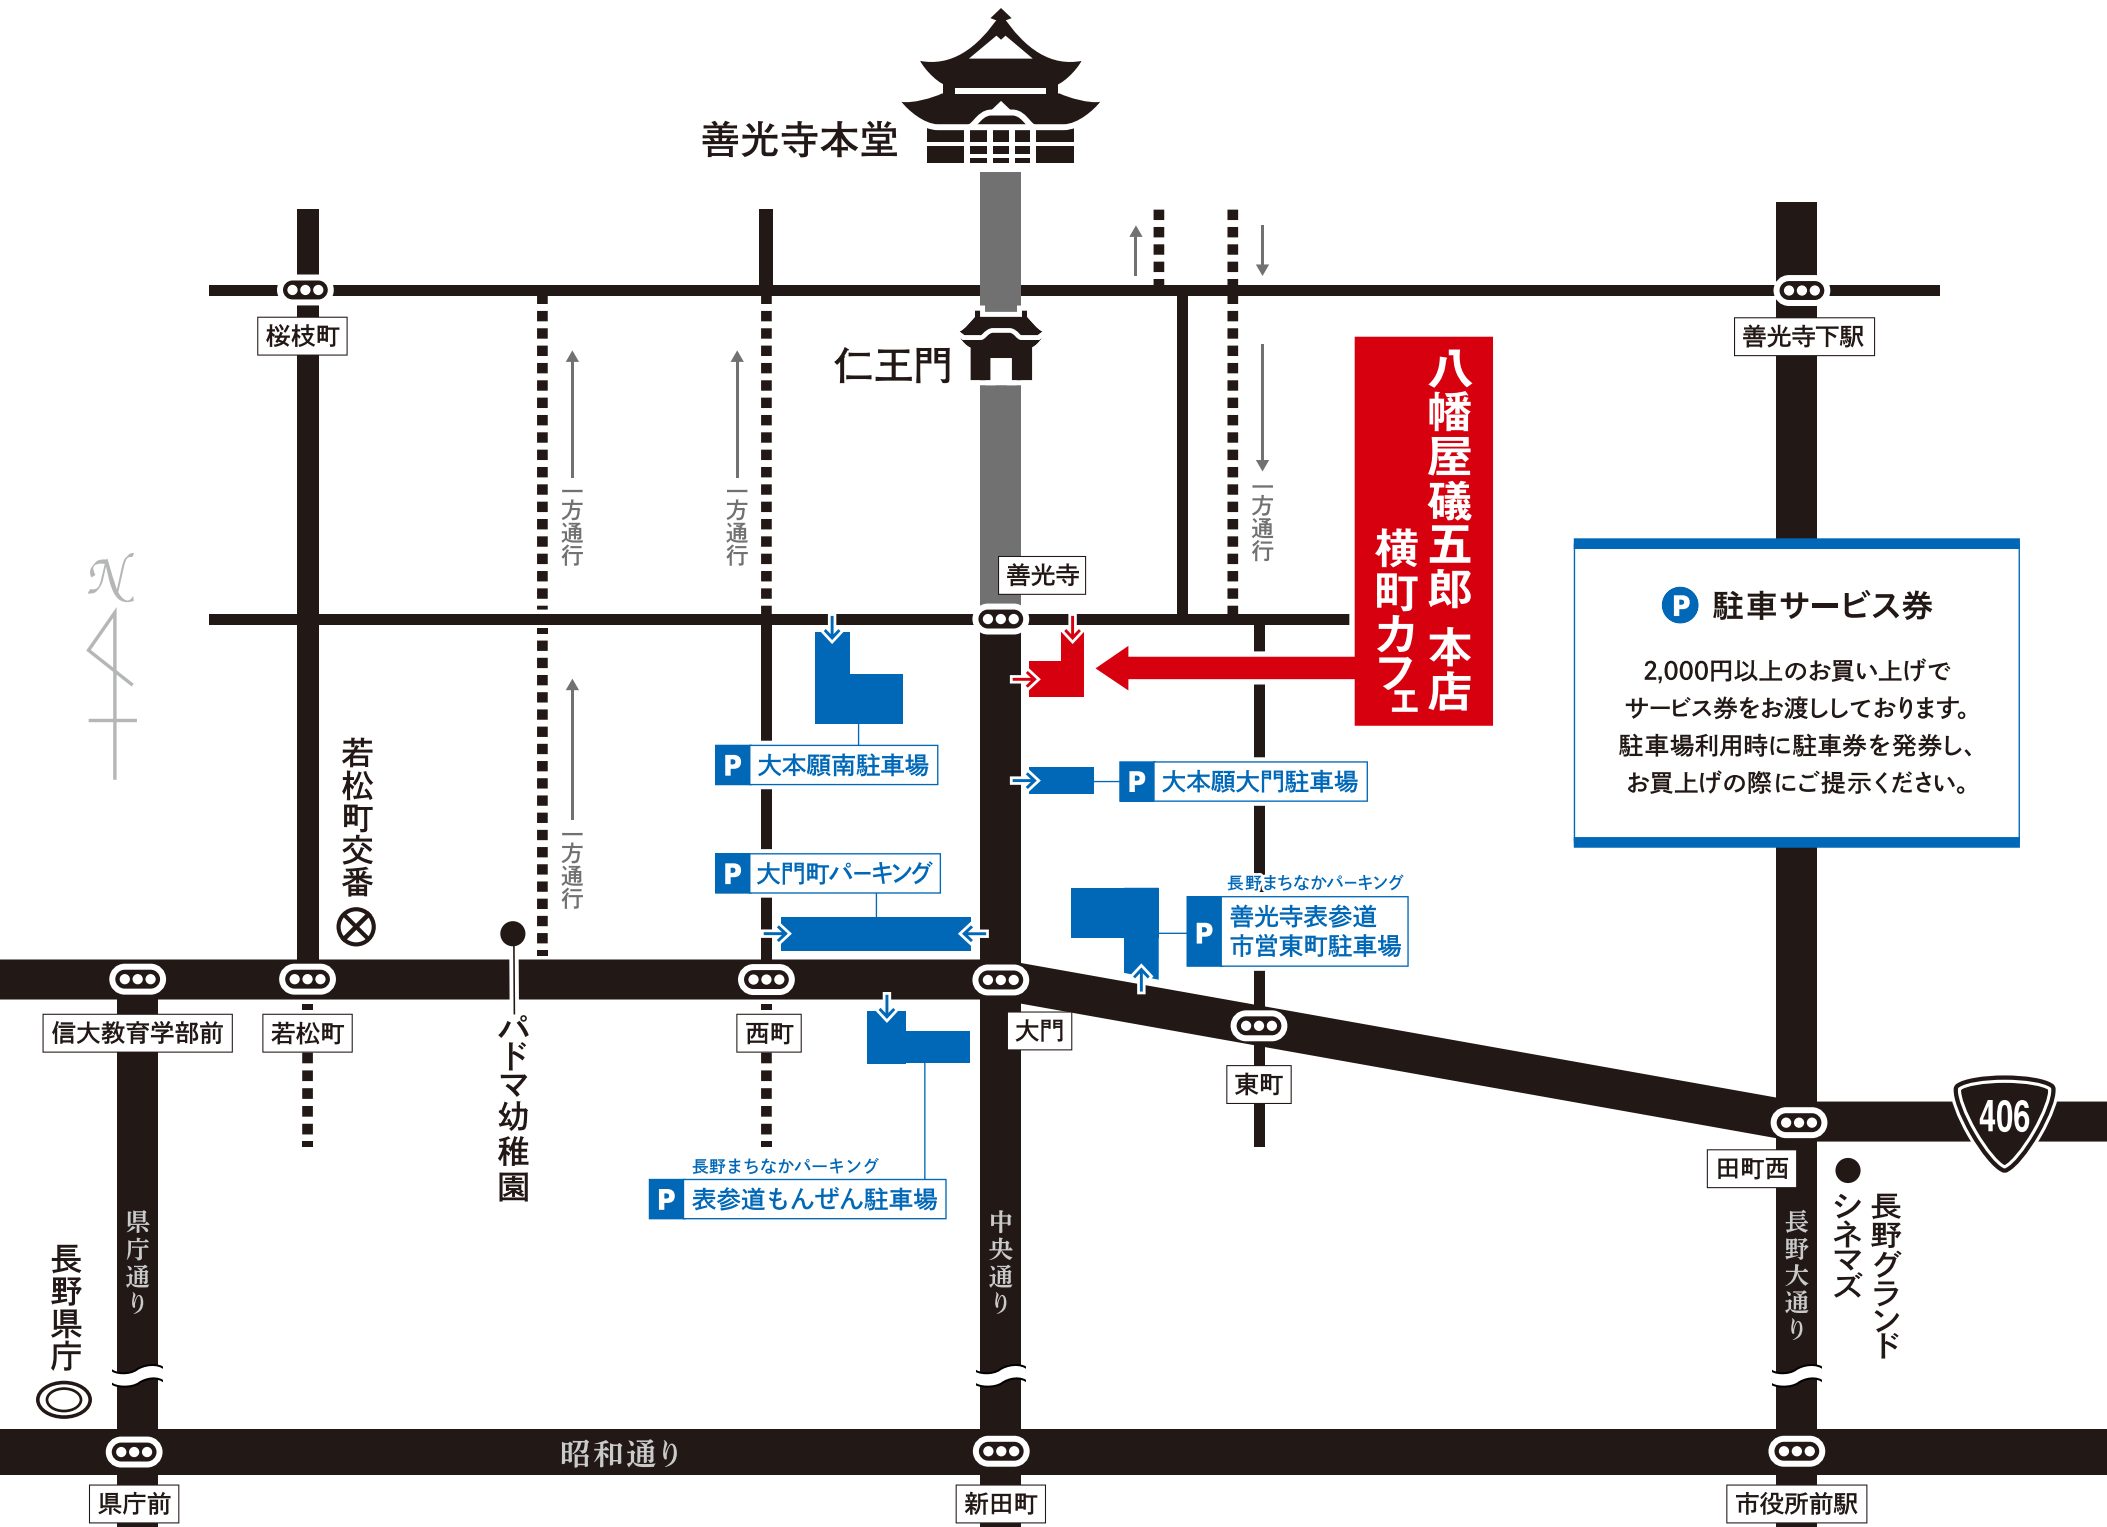 善光寺本堂
桜枝町
仁王門
善光寺下駅
一方通行
一方通行
一方通行
八幡屋礒五郎 本店
横町カフェ
善光寺
N
P 駐車サービス券
2,000円以上のお買い上げで
サービス券をお渡ししております。
駐車場利用時に駐車券を発券し、
お買上げの際にご提示ください。
P 大本願南駐車場
P 大本願大門駐車場
若松町交番
一方通行
P 大門町パーキング
長野まちなかパーキング
P 善光寺表参道
市営東町駐車場
信大教育学部前
若松町
パドマ幼稚園
西町
大門
東町
406
田町西
長野グランド
シネマズ
長野まちなかパーキング
P 表参道もんぜん駐車場
県庁通り
中央通り
長野大通り
長野県庁
昭和通り
県庁前
新田町
市役所前駅